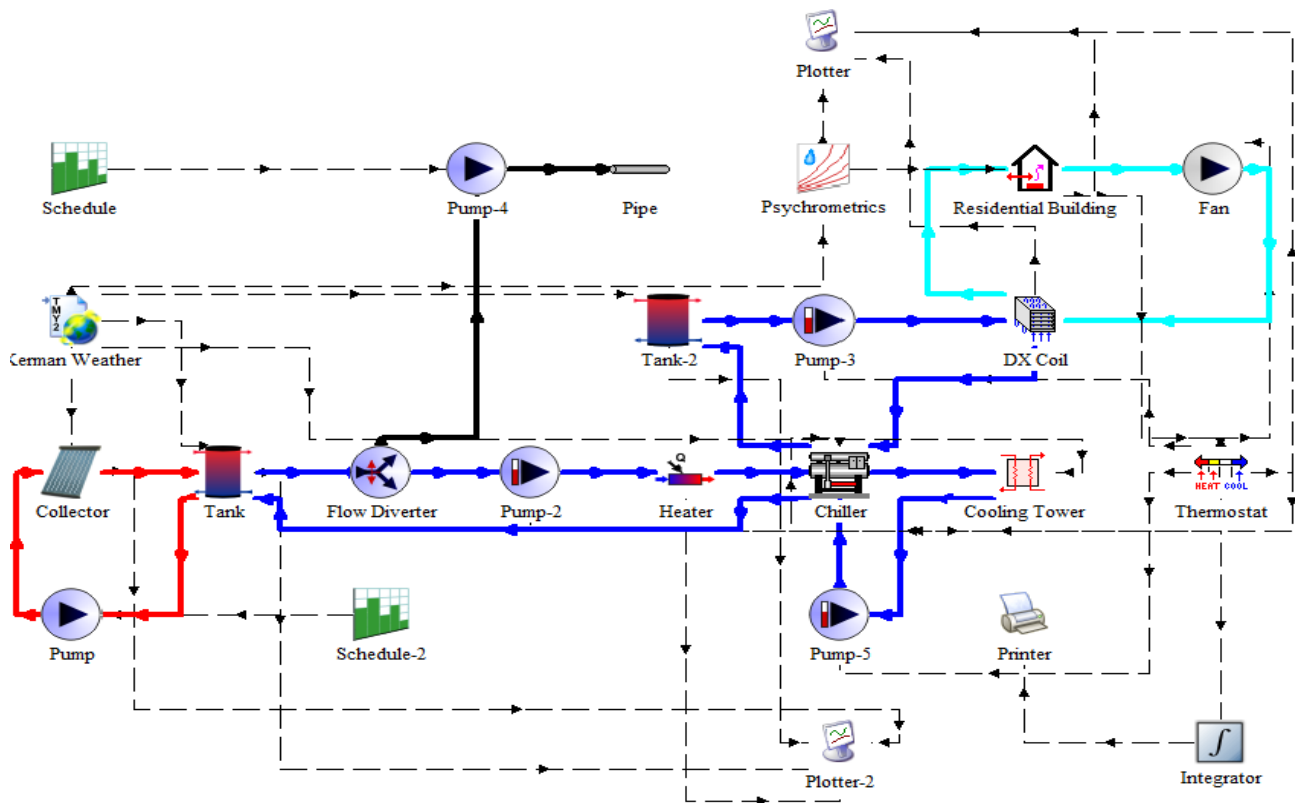 Plotter
Schedule
Pump-4
Pipe
Psychrometrics
Residential Building
Fan
TMY2
Kerman Weather
Tank-2
Pump-3
DX Coil
Collector
Tank
Flow Diverter
Pump-2
Q
Heater
Chiller
Cooling Tower
HEAT COOL
Thermostat
Pump
Schedule-2
Pump-5
Printer
Plotter-2
∫
Integrator